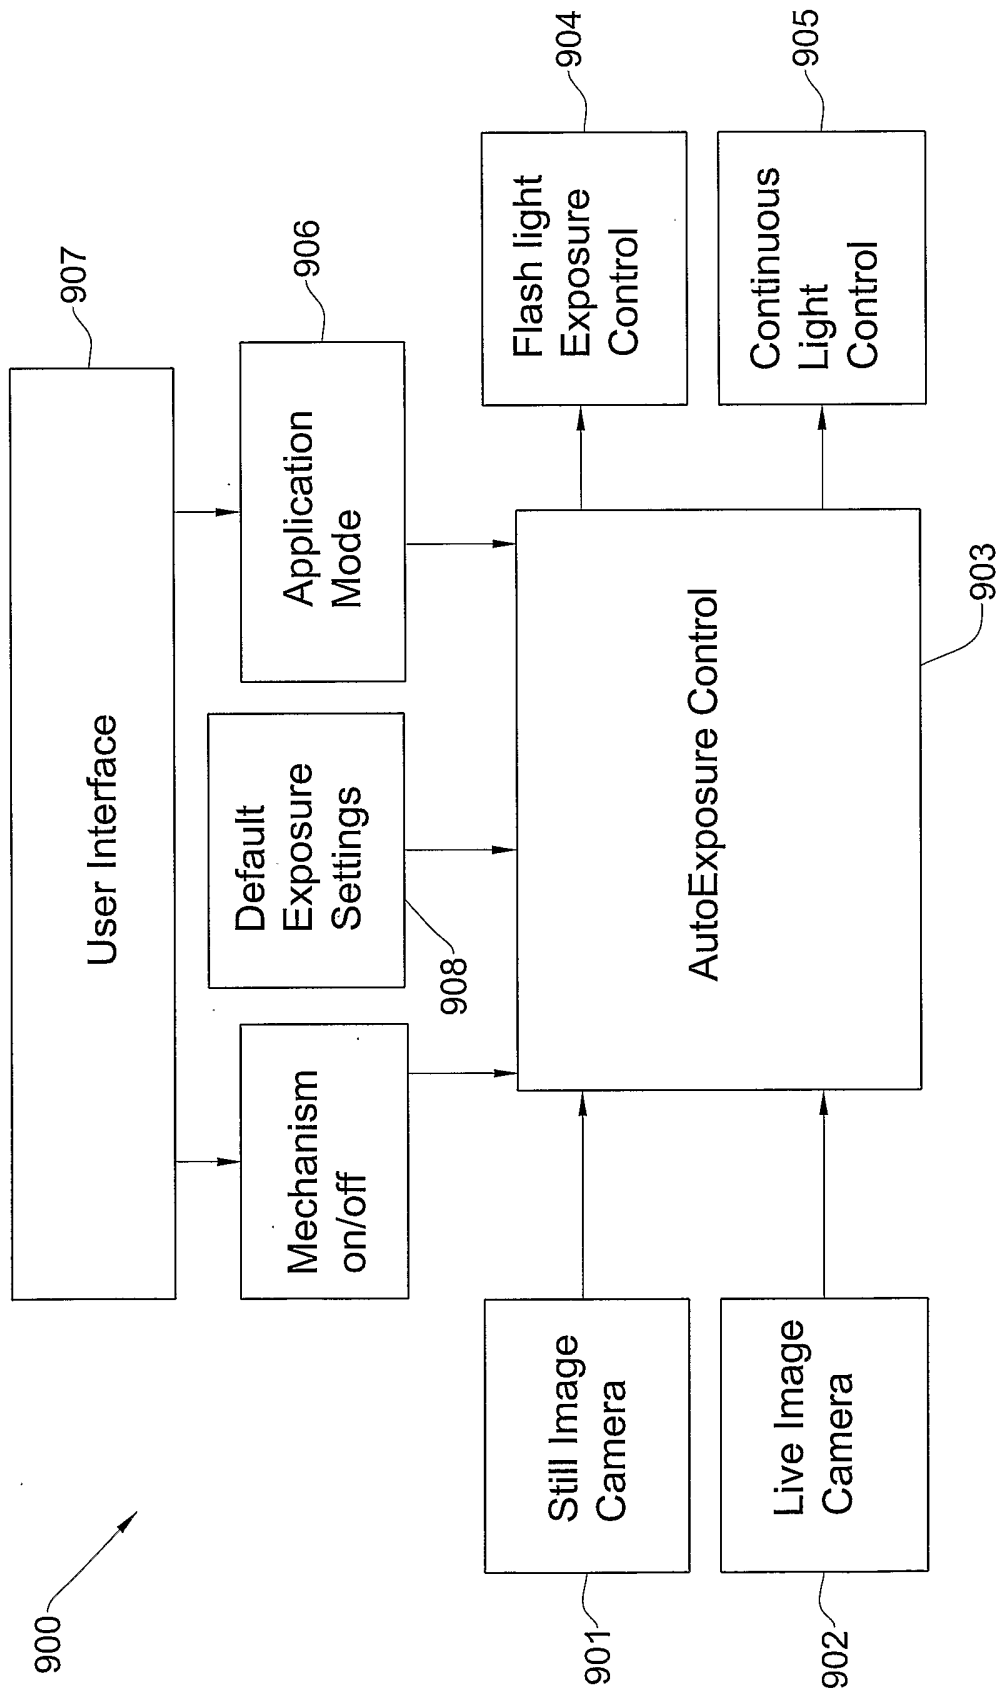 900
907
User Interface
Mechanism
on/off
Default
Exposure
Settings
Application
Mode
906
908
901
Still Image
Camera
AutoExposure Control
Flash light
Exposure
Control
904
902
Live Image
Camera
Continuous
Light
Control
905
903